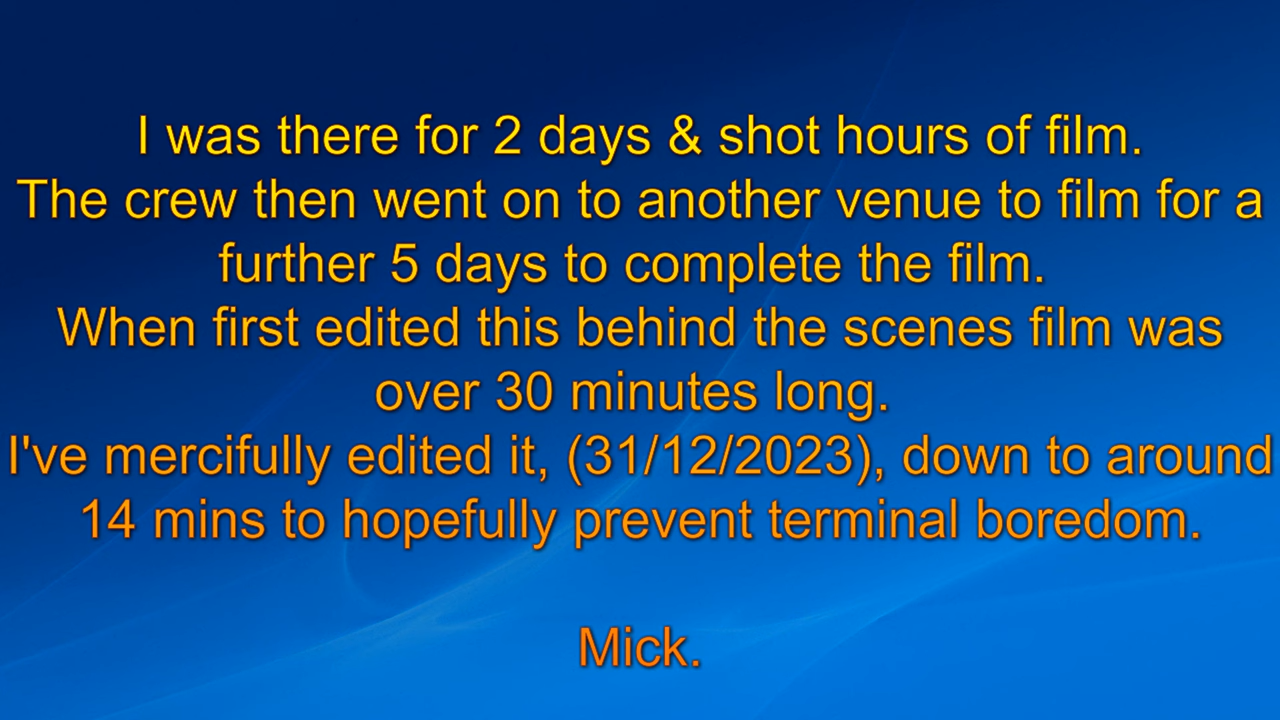 I was there for 2 days & shot hours of film.
The crew then went on to another venue to film for a
further 5 days to complete the film.
When first edited this behind the scenes film was
over 30 minutes long.
I've mercifully edited it, (31/12/2023), down to around
14 mins to hopefully prevent terminal boredom.
Mick.